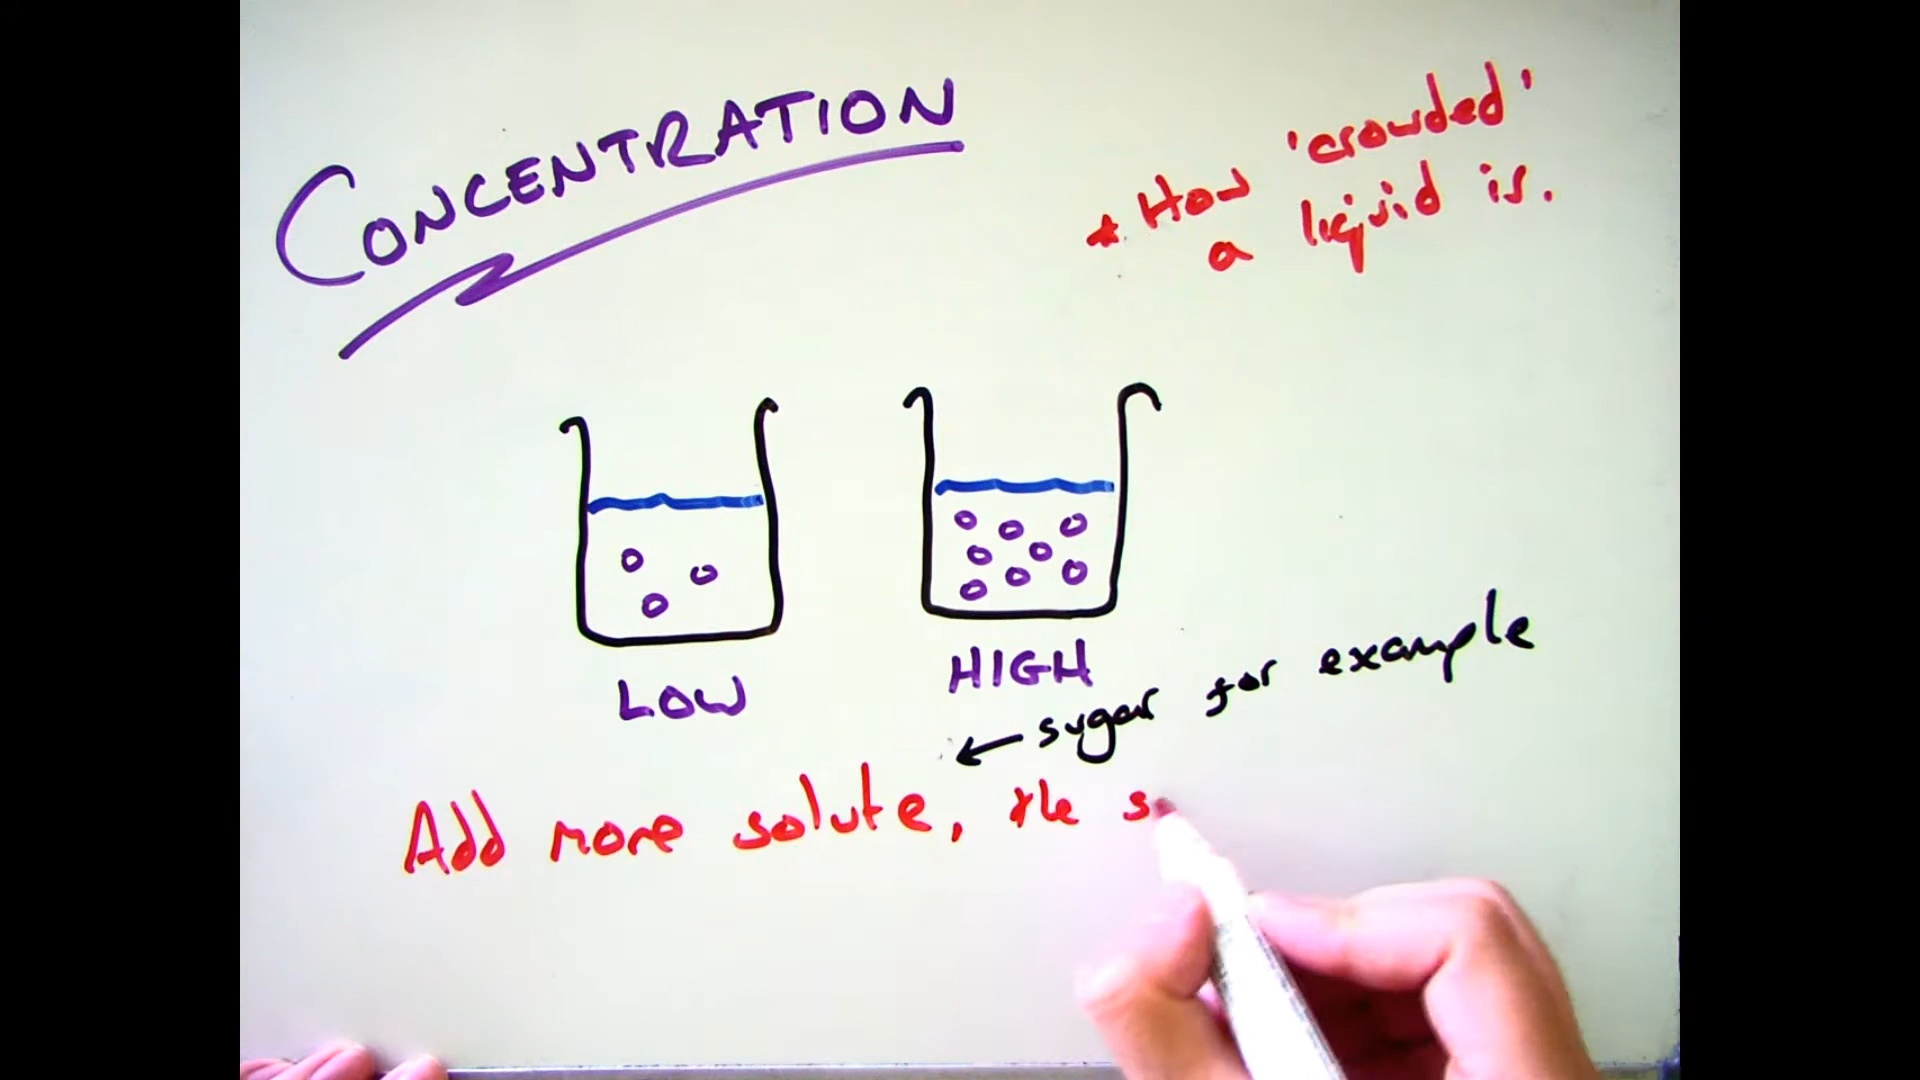 CONCENTRATION
* How 'crowded'
a liquid is.
LOW
HIGH
← sugar for example
Add more solute, the s